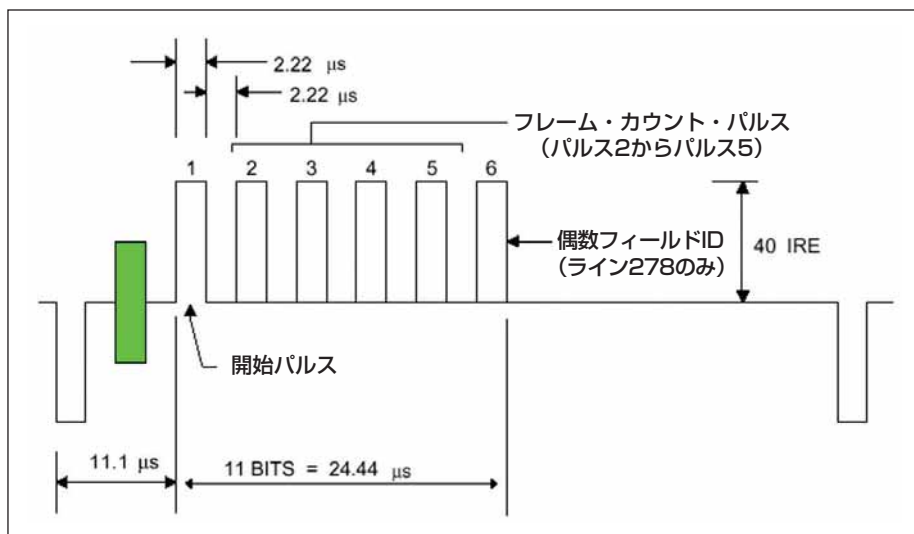 2.22 μs
2.22 μs
フレーム・カウント・パルス
(パルス2からパルス5)
1 2 3 4 5 6
偶数フィールドID
(ライン278のみ)
40 IRE
開始パルス
11.1 μs
11 BITS = 24.44 μs